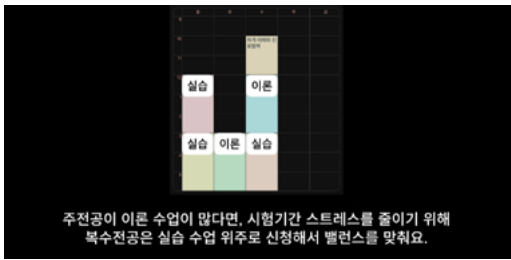 실습
이론
실습
이론
실습
주전공이 이론 수업이 많다면, 시험기간 스트레스를 줄이기 위해
복수전공은 실습 수업 위주로 신청해서 밸런스를 맞춰요.